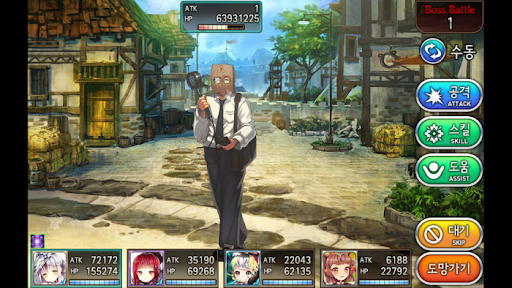 ATK 1
HP 63931225
Boss Battle
1
수동
공격
ATTACK
스킬
SKILL
도움
ASSIST
대기
SKIP
도망가기
ATK 72172
HP 155274
ATK 35190
HP 69268
ATK 22043
HP 62135
ATK 6188
HP 22792